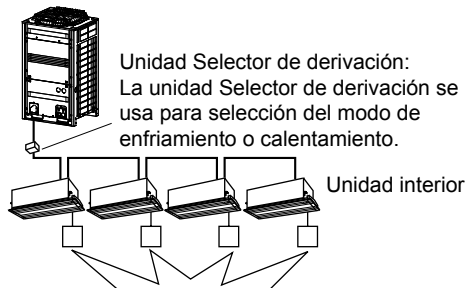 Unidad Selector de derivación:
La unidad Selector de derivación se
usa para selección del modo de
enfriamiento o calentamiento.
Unidad interior